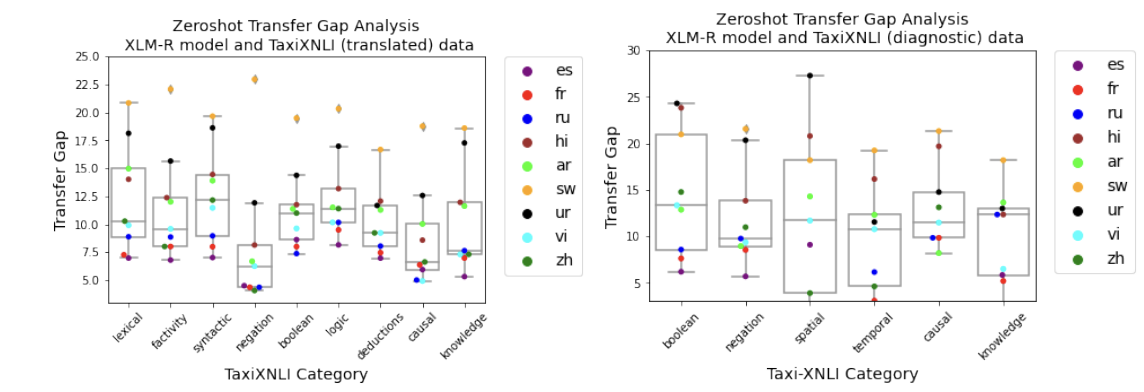 Zeroshot Transfer Gap Analysis
XLM-R model and TaxiXNLI (translated) data
Transfer Gap
25.0
22.5
20.0
17.5
15.0
12.5
10.0
7.5
5.0
lexical
factivity
syntactic
negation
boolean
logic
deductions
causal
knowledge
TaxiXNLI Category
es
fr
ru
hi
ar
sw
ur
vi
zh
Zeroshot Transfer Gap Analysis
XLM-R model and TaxiXNLI (diagnostic) data
Transfer Gap
30
25
20
15
10
5
boolean
negation
spatial
temporal
causal
knowledge
Taxi-XNLI Category
es
fr
ru
hi
ar
sw
ur
vi
zh